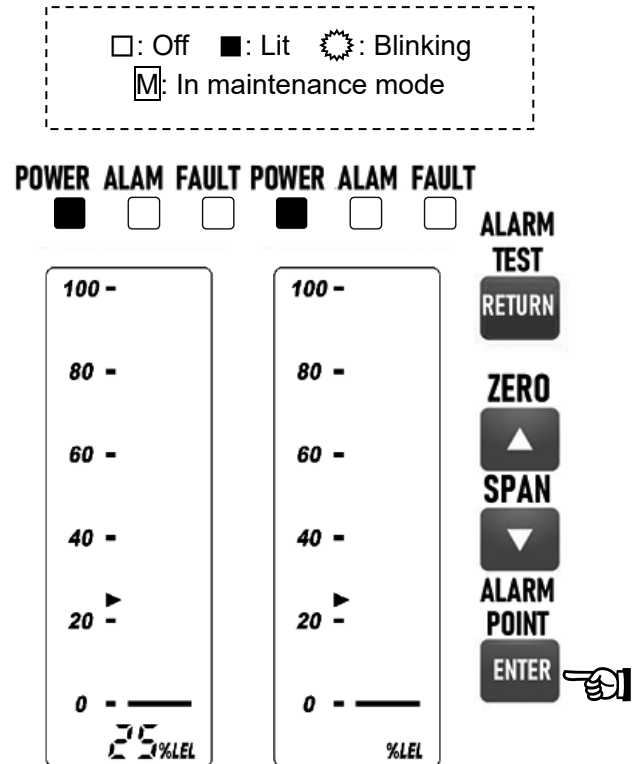 □: Off ■: Lit : Blinking
M: In maintenance mode
POWER ALAM FAULT POWER ALAM FAULT
ALARM
TEST
RETURN
ZERO
▲
SPAN
▼
ALARM
POINT
ENTER
100
80
60
40
20
0
25%LEL
100
80
60
40
20
0
%LEL